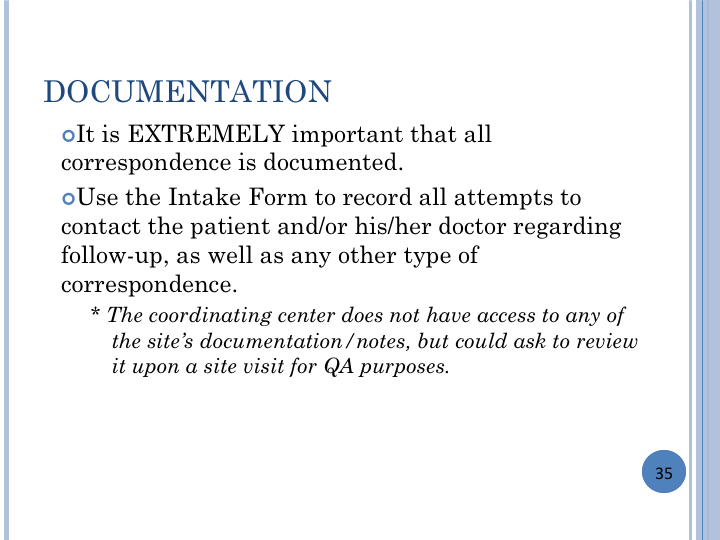 DOCUMENTATION
It is EXTREMELY important that all
correspondence is documented.
Use the Intake Form to record all attempts to
contact the patient and/or his/her doctor regarding
follow-up, as well as any other type of
correspondence.
* The coordinating center does not have access to any of
the site's documentation/notes, but could ask to review
it upon a site visit for QA purposes.
35